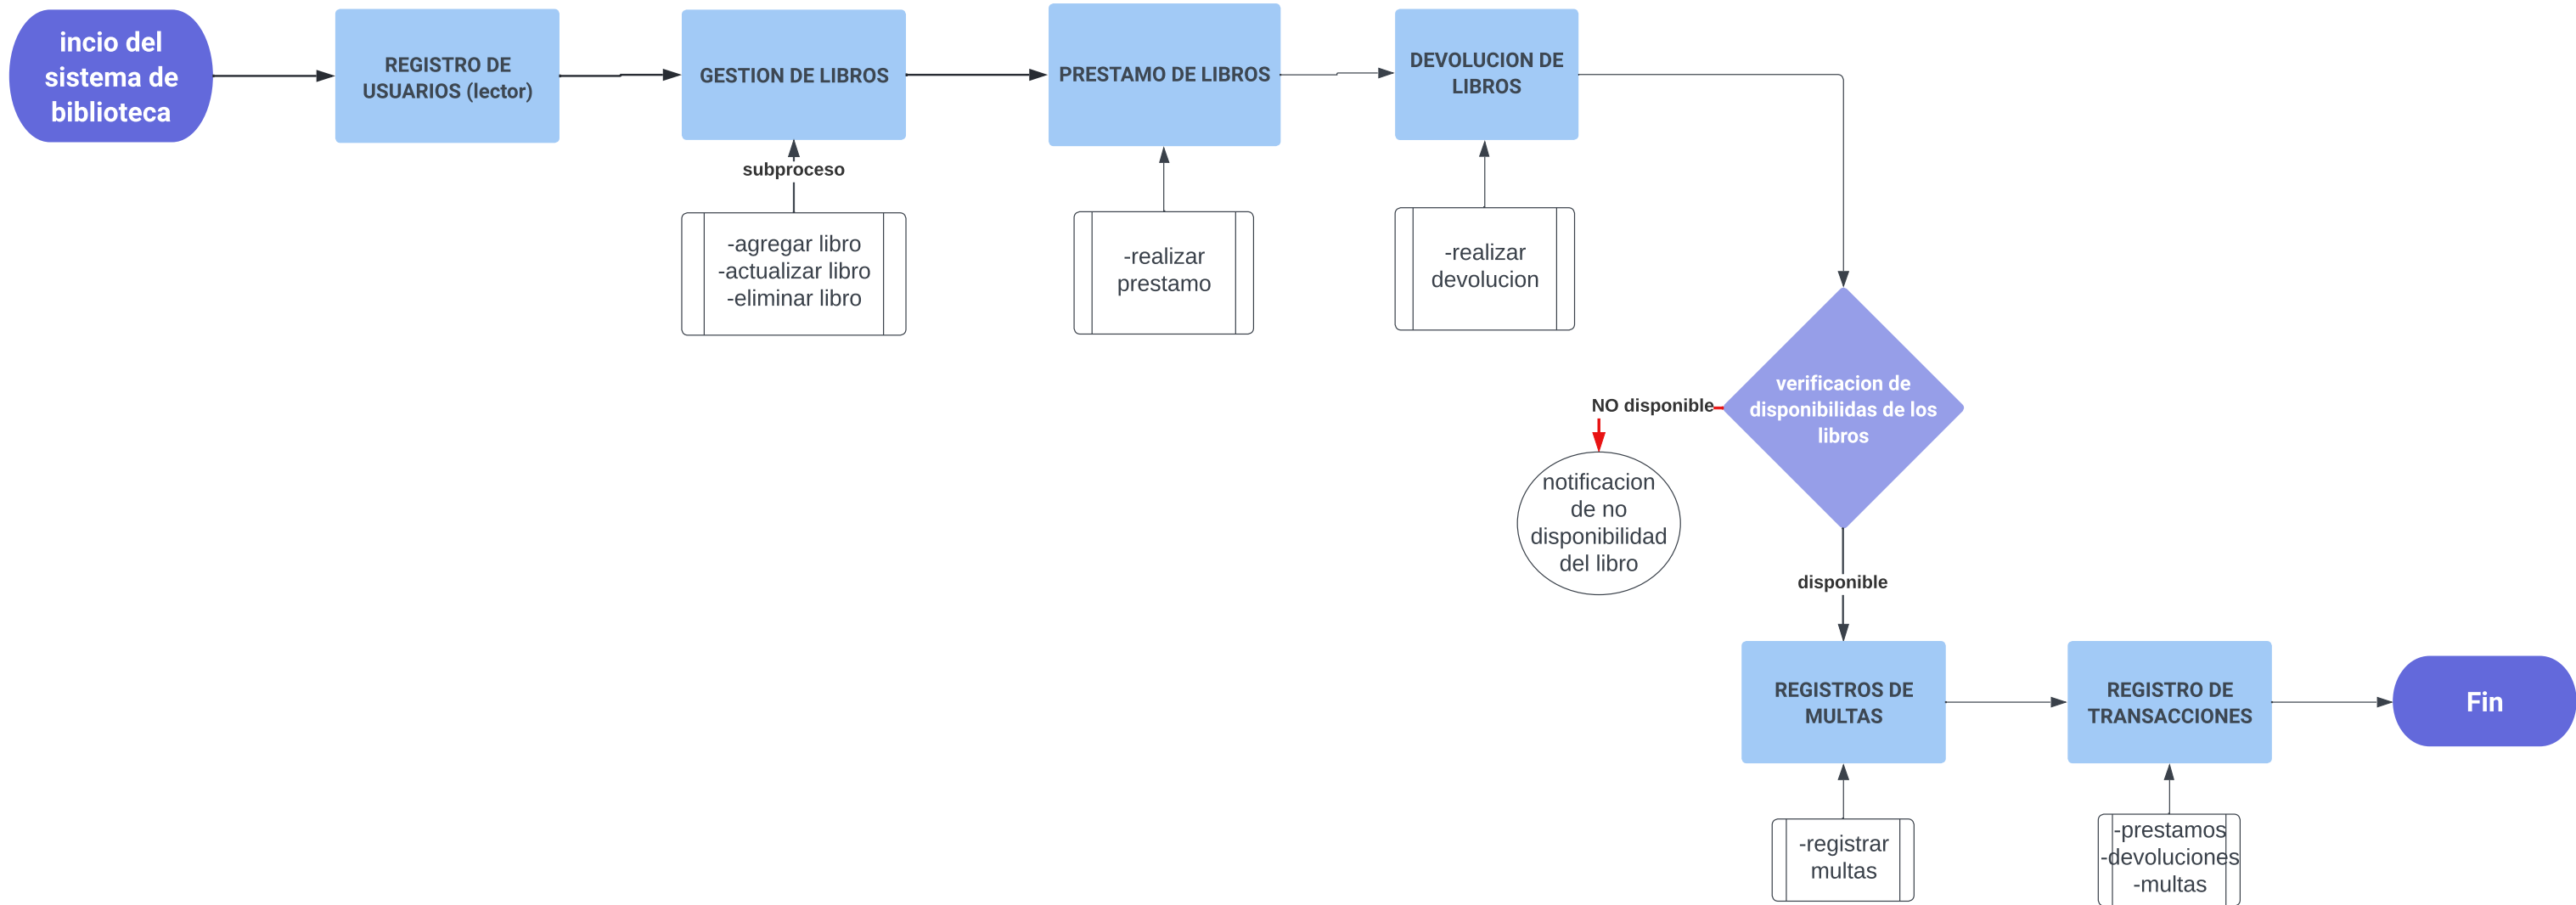 incio del
sistema de
biblioteca
REGISTRO DE
USUARIOS (lector)
GESTION DE LIBROS
PRESTAMO DE LIBROS
DEVOLUCION DE
LIBROS
subproceso
-agregar libro
-actualizar libro
-eliminar libro
-realizar
prestamo
-realizar
devolucion
verificacion de
disponibilidas de los
libros
NO disponible
notificacion
de no
disponibilidad
del libro
disponible
REGISTROS DE
MULTAS
REGISTRO DE
TRANSACCIONES
Fin
-registrar
multas
-prestamos
-devoluciones
-multas